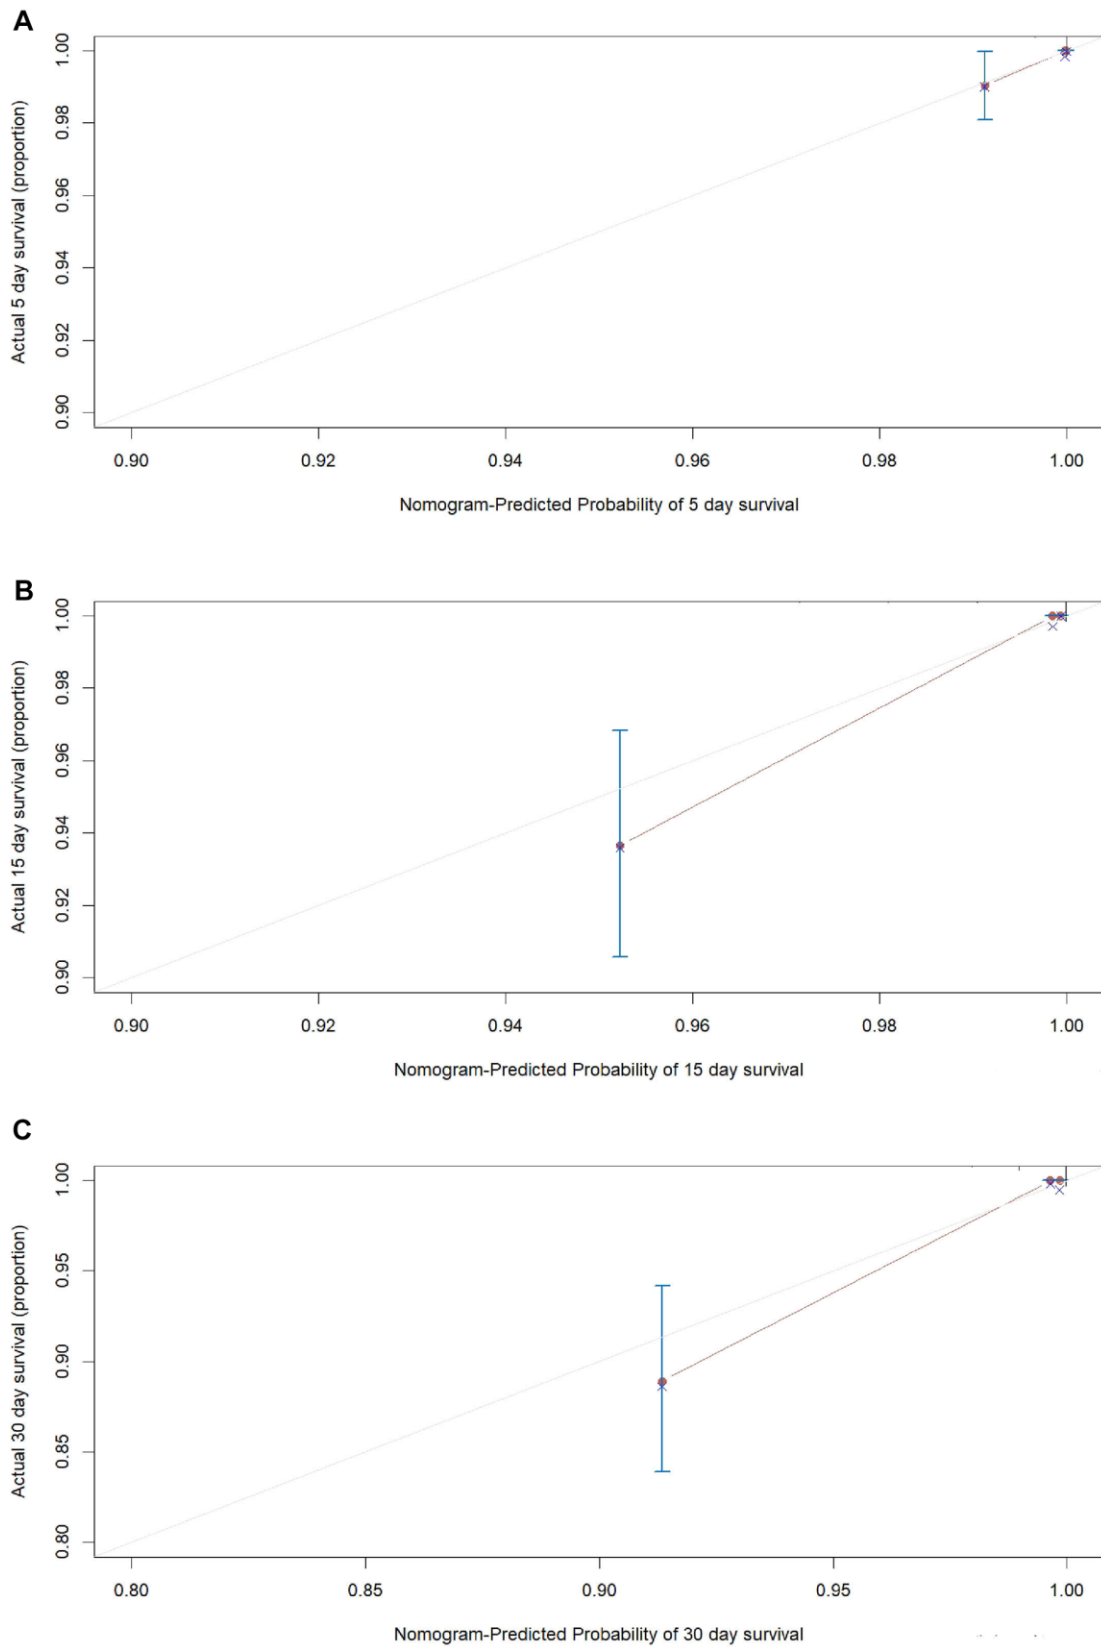 A
Actual 5 day survival (proportion)
1.00
0.98
0.96
0.94
0.92
0.90
0.90 0.92 0.94 0.96 0.98 1.00
Nomogram-Predicted Probability of 5 day survival
B
Actual 15 day survival (proportion)
1.00
0.98
0.96
0.94
0.92
0.90
0.90 0.92 0.94 0.96 0.98 1.00
Nomogram-Predicted Probability of 15 day survival
C
Actual 30 day survival (proportion)
1.00
0.95
0.90
0.85
0.80
0.80 0.85 0.90 0.95 1.00
Nomogram-Predicted Probability of 30 day survival